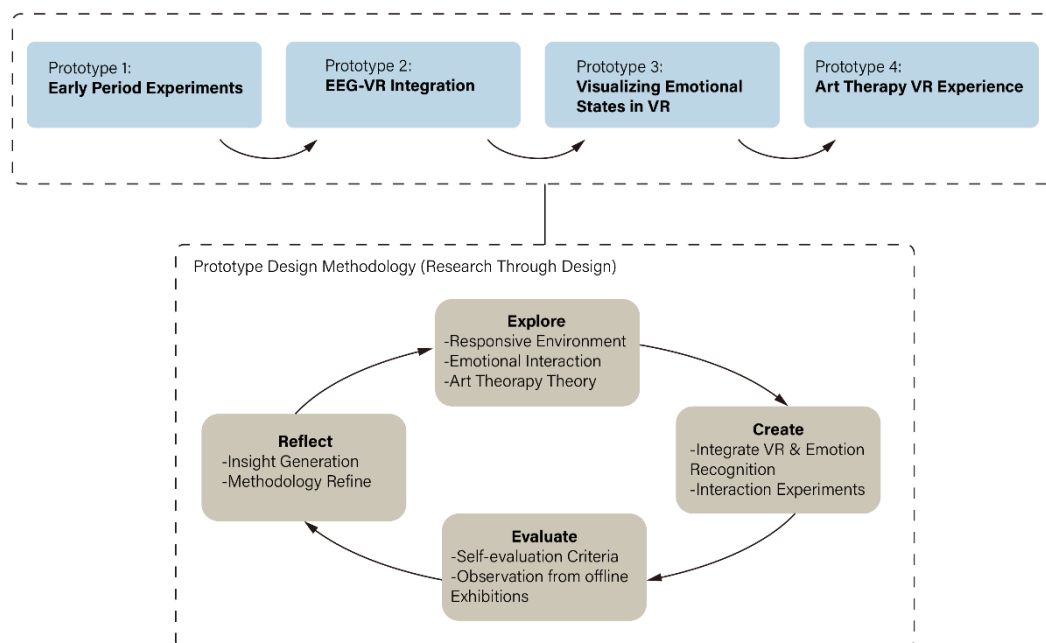 Prototype 1:
Early Period Experiments
Prototype 2:
EEG-VR Integration
Prototype 3:
Visualizing Emotional
States in VR
Prototype 4:
Art Therapy VR Experience
Prototype Design Methodology (Research Through Design)
Explore
-Responsive Environment
-Emotional Interaction
-Art Theorapy Theory
Create
-Integrate VR & Emotion
Recognition
-Interaction Experiments
Reflect
-Insight Generation
-Methodology Refine
Evaluate
-Self-evaluation Criteria
-Observation from offline
Exhibitions